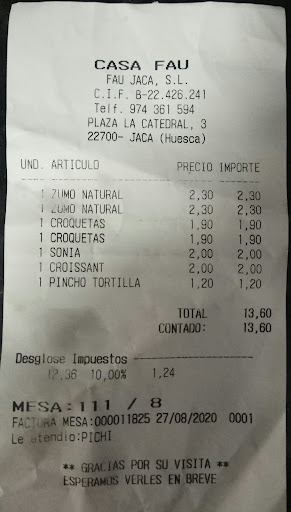 CASA FAU
FAU JACA, S.L.
C.I.F. B-22.426.241
Telf. 974 361 594
PLAZA LA CATEDRAL, 3
22700- JACA (Huesca)
UND. ARTICULO PRECIO IMPORTE
1 ZUMO NATURAL 2,30 2,30
1 ZUMO NATURAL 2,30 2,30
1 CROQUETAS 1,90 1,90
1 CROQUETAS 1,90 1,90
1 SONIA 2,00 2,00
1 CROISSANT 2,00 2,00
1 PINCHO TORTILLA 1,20 1,20
TOTAL 13,60
CONTADO: 13,60
Desglose Impuestos
12,36 10,00% 1,24
MESA:111 / 8
FACTURA MESA:000011825 27/08/2020 0001
Le atendio:PICHI
** GRACIAS POR SU VISITA **
ESPERAMOS VERLES EN BREVE